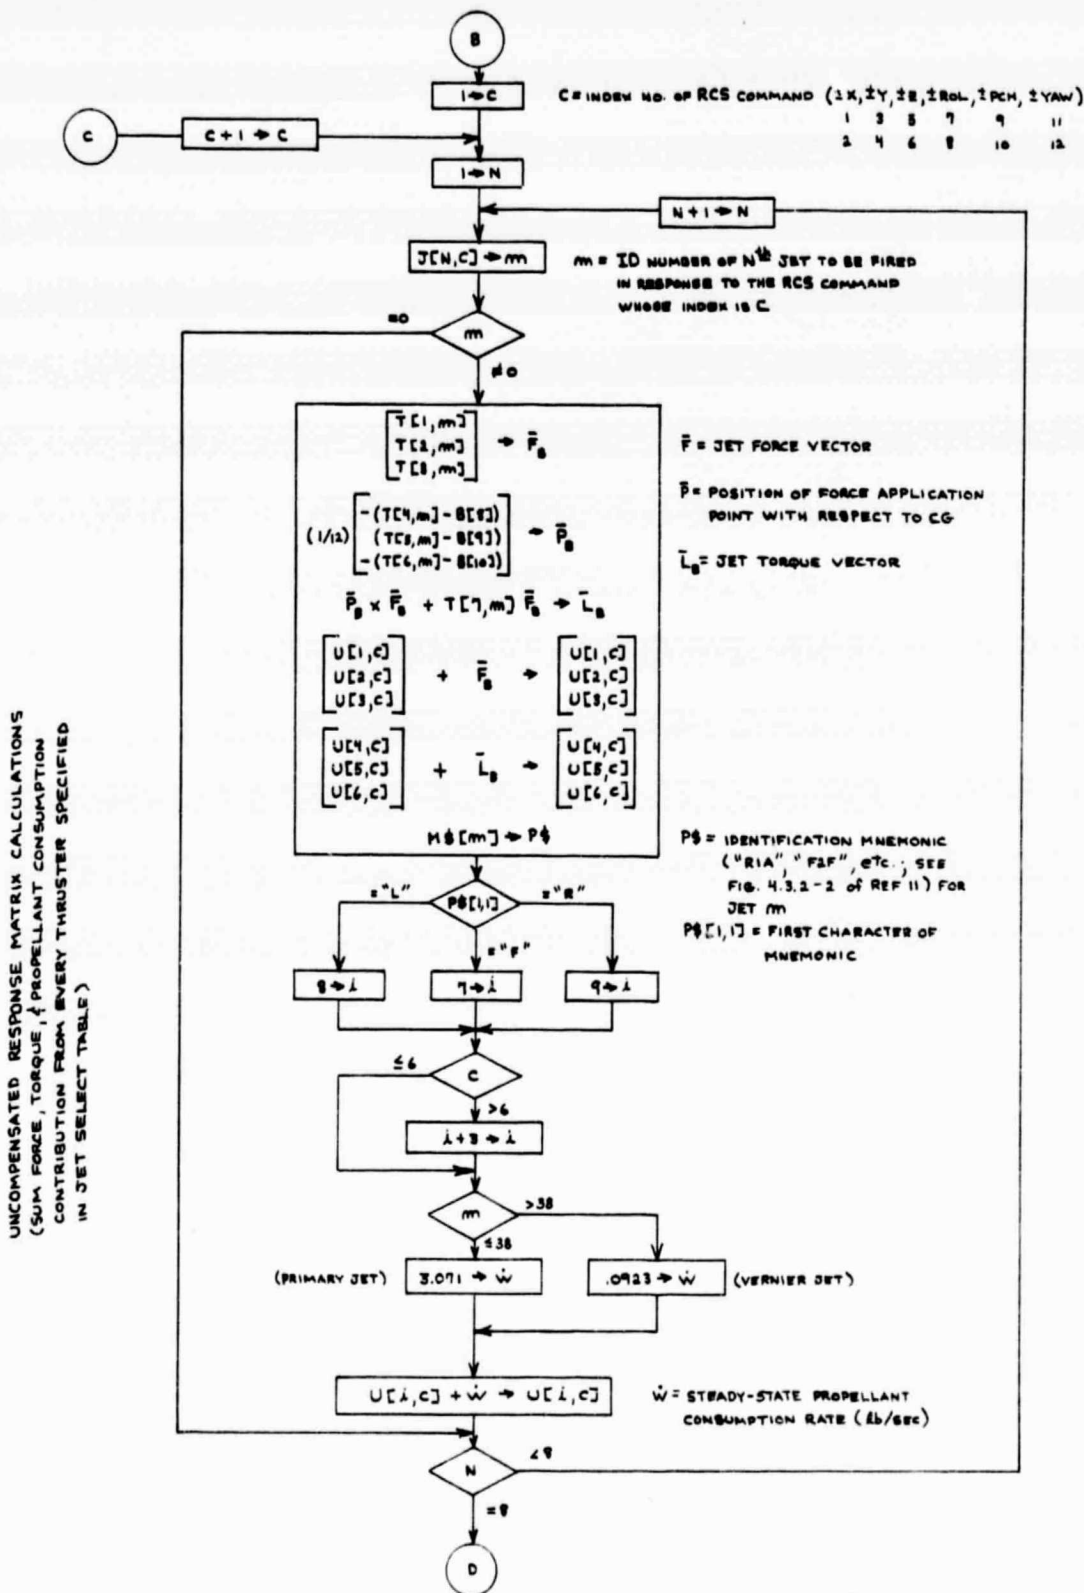 B
1 → C
C = INDEX NO. OF RCS COMMAND (±X, ±Y, ±Z, ±ROL, ±PCH, ±YAW)
1 3 5 7 9 11
2 4 6 8 10 12
C
C + 1 → C
1 → N
N + 1 → N
J[N,C] → m
m = ID NUMBER OF Nth JET TO BE FIRED
IN RESPONSE TO THE RCS COMMAND
WHOSE INDEX IS C
=0
m
≠0
[T[1,m]
T[2,m] → F̄B
T[3,m]]
F̄ = JET FORCE VECTOR
P̄ = POSITION OF FORCE APPLICATION
POINT WITH RESPECT TO CG
[-(T[4,m] - B[8])
(1/12) (T[5,m] - B[9]) → P̄B
-(T[6,m] - B[10])]
L̄B = JET TORQUE VECTOR
P̄B × F̄B + T[7,m] F̄B → L̄B
[U[1,C] U[1,C]
U[2,C] + F̄B → U[2,C]
U[3,C] U[3,C]]
[U[4,C] U[4,C]
U[5,C] + L̄B → U[5,C]
U[6,C] U[6,C]]
M$[m] → P$
P$ = IDENTIFICATION MNEMONIC
("R1A", "F2F", etc.; SEE
FIG. 4.3.2-2 of REF 11) FOR
JET m
P$[1,1] = FIRST CHARACTER OF
MNEMONIC
="L"
P$[1,1]
="R"
="F"
8 → i
7 → i
9 → i
≤6
C
>6
i + 3 → i
m
>38
≤38
(PRIMARY JET)
3.071 → ẇ
.0923 → ẇ
(VERNIER JET)
U[i,C] + ẇ → U[i,C]
ẇ = STEADY-STATE PROPELLANT
CONSUMPTION RATE (lb/SEC)
<8
N
=8
D
UNCOMPENSATED RESPONSE MATRIX CALCULATIONS
(SUM FORCE, TORQUE, & PROPELLANT CONSUMPTION
CONTRIBUTION FROM EVERY THRUSTER SPECIFIED
IN JET SELECT TABLE)